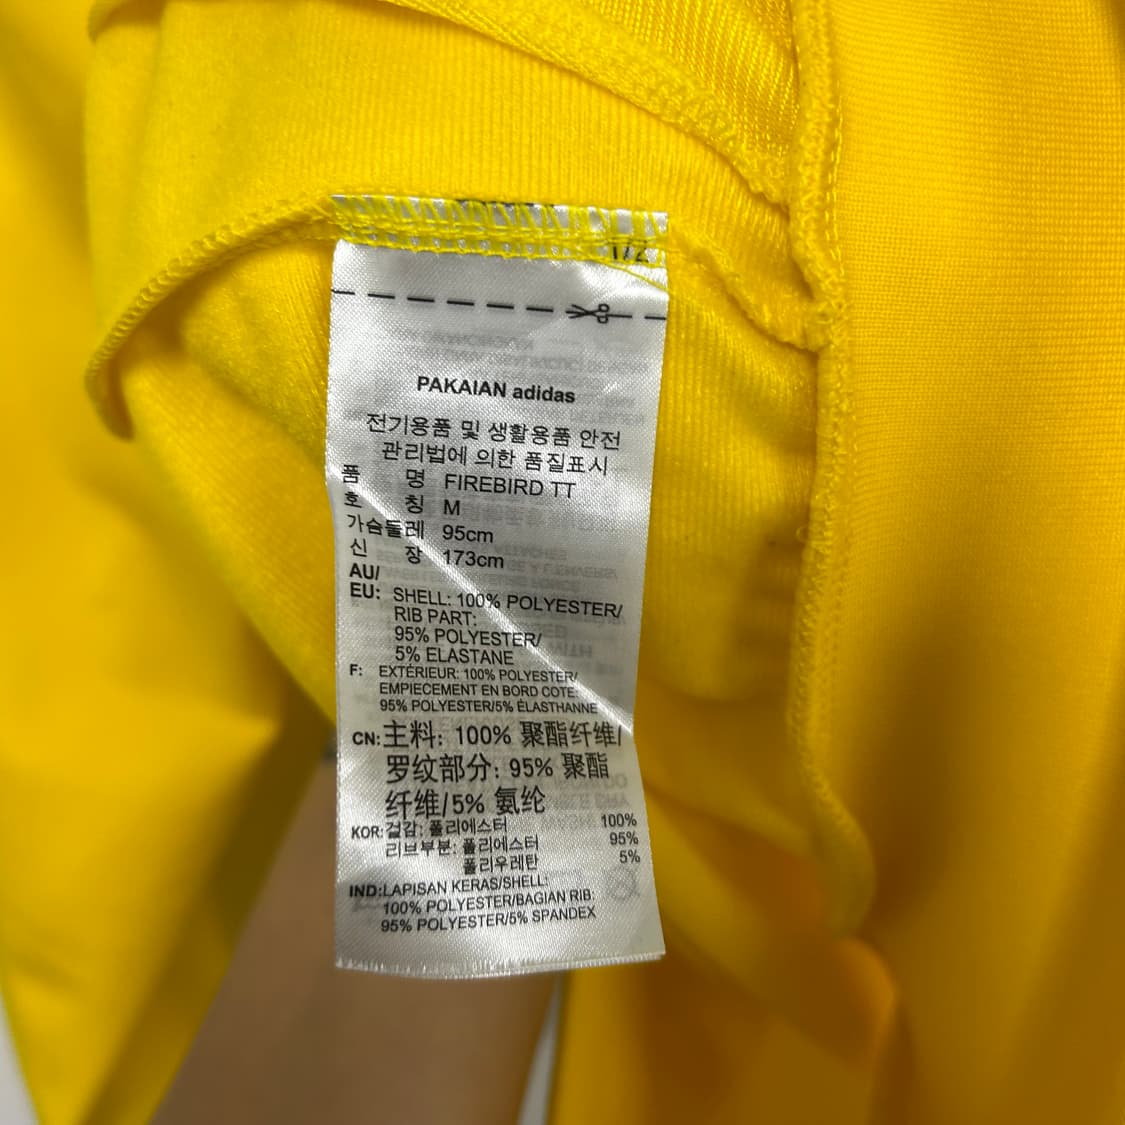 1/2
PAKAIAN adidas
전기용품 및 생활용품 안전
관리법에 의한 품질표시
품 명 FIREBIRD TT
호 칭 M
가슴둘레 95cm
신 장 173cm
AU/
EU: SHELL: 100% POLYESTER/
RIB PART:
95% POLYESTER/
5% ELASTANE
F: EXTÉRIEUR: 100% POLYESTER/
EMPIECEMENT EN BORD COTE:
95% POLYESTER/5% ÉLASTHANNE
CN: 主料: 100% 聚酯纤维/
罗纹部分: 95% 聚酯
纤维/5% 氨纶
KOR: 겉감: 폴리에스터 100%
리브부분: 폴리에스터 95%
폴리우레탄 5%
IND: LAPISAN KERAS/SHELL:
100% POLYESTER/BAGIAN RIB:
95% POLYESTER/5% SPANDEX